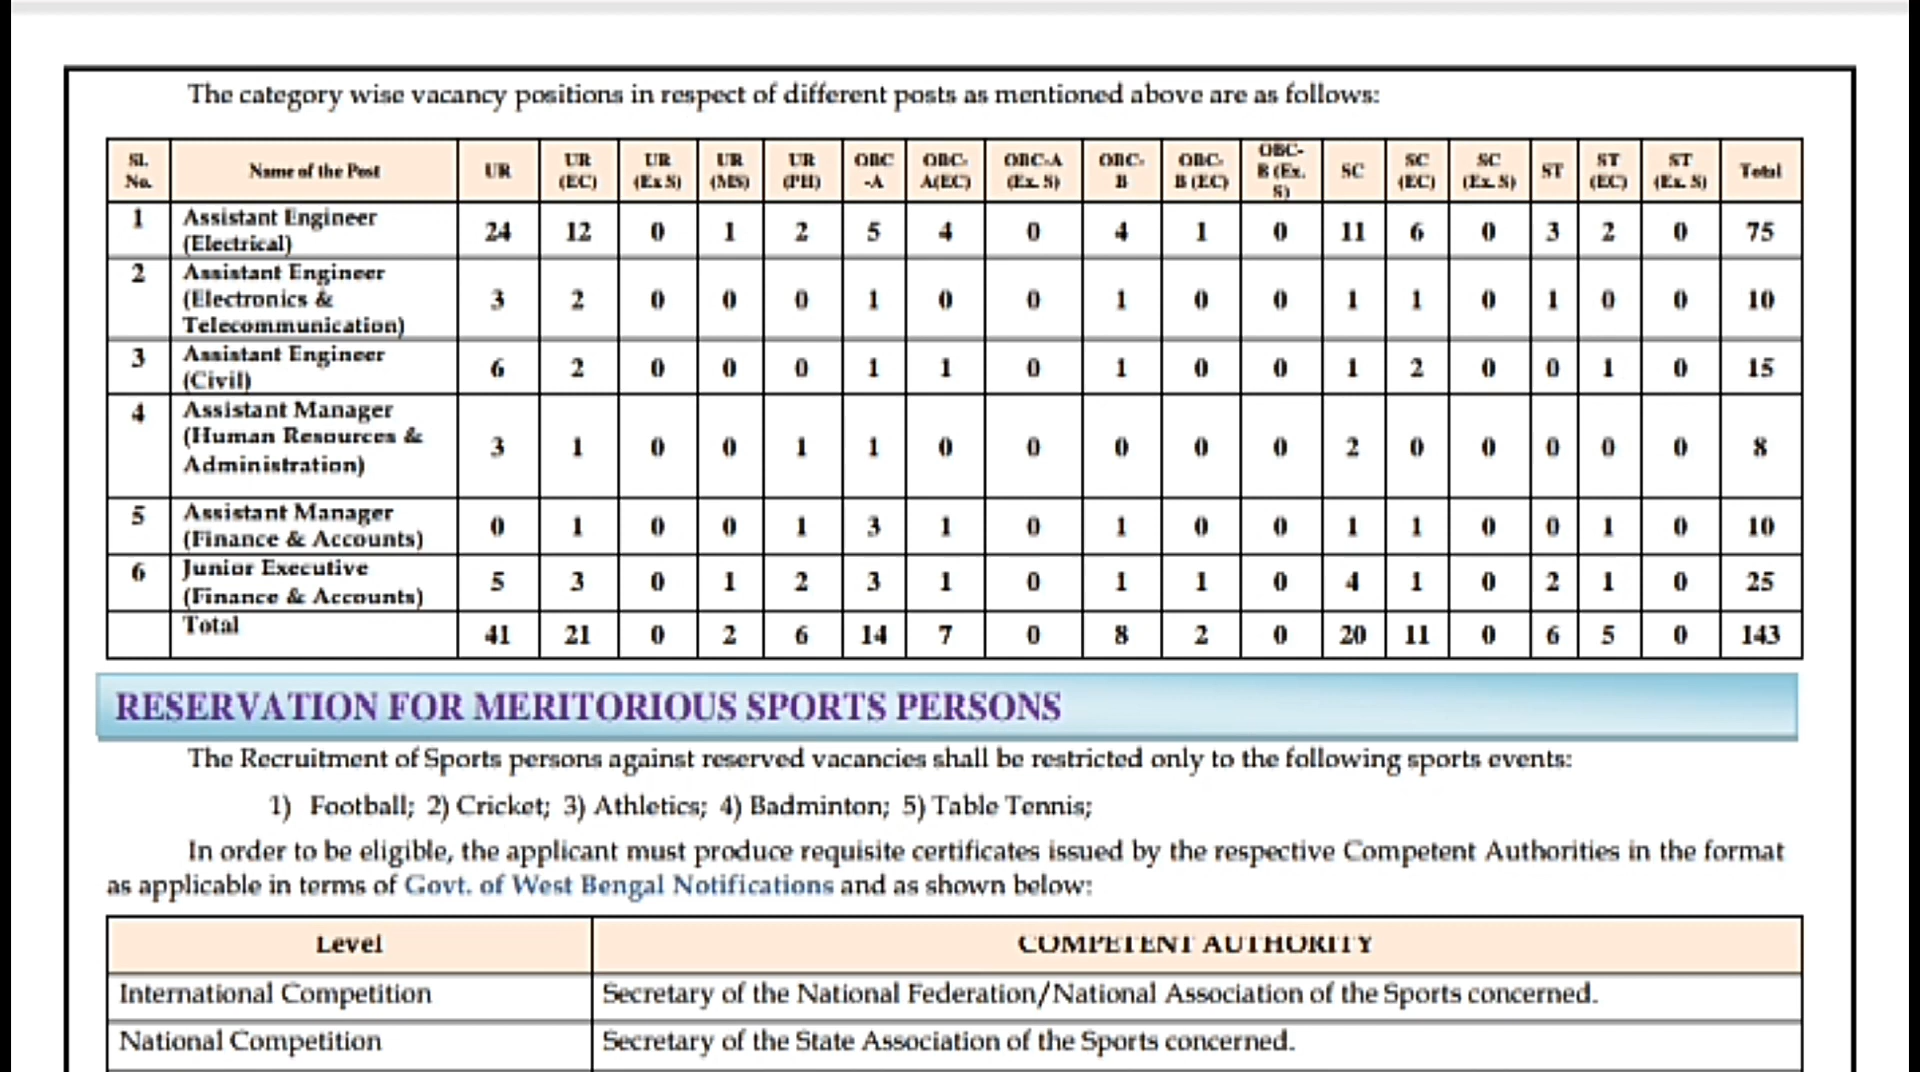 The category wise vacancy positions in respect of different posts as mentioned above are as follows:
Sl. No. Name of the Post UR UR (EC) UR (Ex S) UR (MS) UR (PH) OBC -A OBC- A(EC) OBC-A (Ex. S) OBC- B OBC- B (EC) OBC- B (Ex. S) SC SC (EC) SC (Ex. S) ST ST (EC) ST (Ex. S) Total
1 Assistant Engineer (Electrical) 24 12 0 1 2 5 4 0 4 1 0 11 6 0 3 2 0 75
2 Assistant Engineer (Electronics & Telecommunication) 3 2 0 0 0 1 0 0 1 0 0 1 1 0 1 0 0 10
3 Assistant Engineer (Civil) 6 2 0 0 0 1 1 0 1 0 0 1 2 0 0 1 0 15
4 Assistant Manager (Human Resources & Administration) 3 1 0 0 1 1 0 0 0 0 0 2 0 0 0 0 0 8
5 Assistant Manager (Finance & Accounts) 0 1 0 0 1 3 1 0 1 0 0 1 1 0 0 1 0 10
6 Junior Executive (Finance & Accounts) 5 3 0 1 2 3 1 0 1 1 0 4 1 0 2 1 0 25
Total 41 21 0 2 6 14 7 0 8 2 0 20 11 0 6 5 0 143
RESERVATION FOR MERITORIOUS SPORTS PERSONS
The Recruitment of Sports persons against reserved vacancies shall be restricted only to the following sports events:
1) Football; 2) Cricket; 3) Athletics; 4) Badminton; 5) Table Tennis;
In order to be eligible, the applicant must produce requisite certificates issued by the respective Competent Authorities in the format
as applicable in terms of Govt. of West Bengal Notifications and as shown below:
Level COMPETENT AUTHORITY
International Competition Secretary of the National Federation/National Association of the Sports concerned.
National Competition Secretary of the State Association of the Sports concerned.